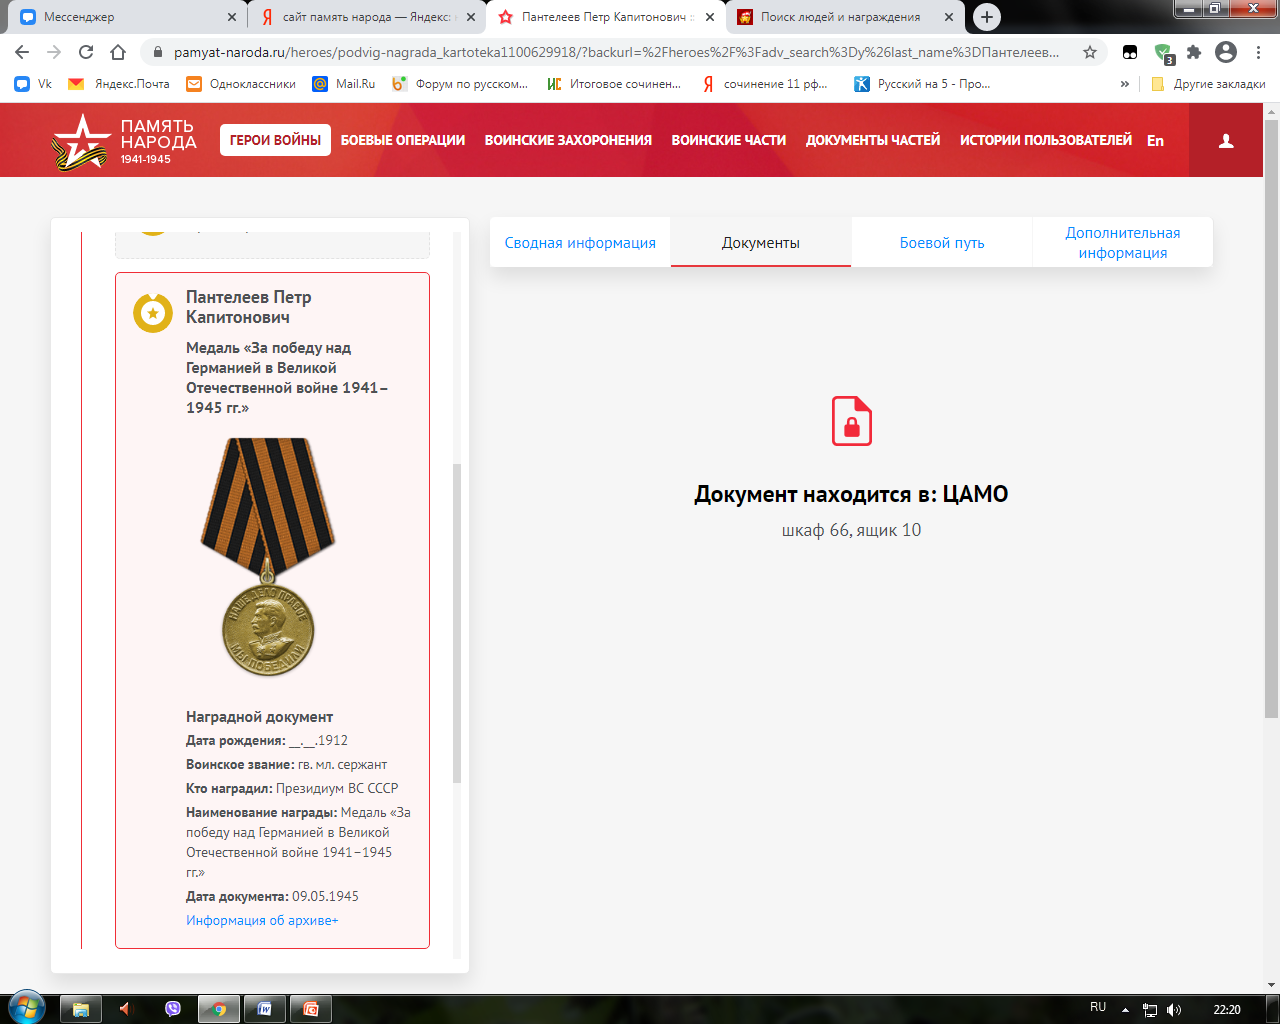 Мессенджер
сайт память народа — Яндекс:
Пантелеев Петр Капитонович ::
Поиск людей и награждения
pamyat-naroda.ru/heroes/podvig-nagrada_kartoteka1100629918/?backurl=%2Fheroes%2F%3Fadv_search%3Dy%26last_name%3DПантелеев...
3
Vk
Яндекс.Почта
Одноклассники
Mail.Ru
Форум по русском...
Итоговое сочинен...
сочинение 11 рф...
Русский на 5 - Про...
»
Другие закладки
ПАМЯТЬ
НАРОДА
1941-1945
ГЕРОИ ВОЙНЫ
БОЕВЫЕ ОПЕРАЦИИ
ВОИНСКИЕ ЗАХОРОНЕНИЯ
ВОИНСКИЕ ЧАСТИ
ДОКУМЕНТЫ ЧАСТЕЙ
ИСТОРИИ ПОЛЬЗОВАТЕЛЕЙ
En
Сводная информация
Документы
Боевой путь
Дополнительная
информация
Пантелеев Петр
Капитонович
Медаль «За победу над
Германией в Великой
Отечественной войне 1941–
1945 гг.»
НАШЕ ДЕЛО ПРАВОЕ
МЫ ПОБЕДИЛИ
Наградной документ
Дата рождения: __.__.1912
Воинское звание: гв. мл. сержант
Кто наградил: Президиум ВС СССР
Наименование награды: Медаль «За
победу над Германией в Великой
Отечественной войне 1941–1945
гг.»
Дата документа: 09.05.1945
Информация об архиве+
Документ находится в: ЦАМО
шкаф 66, ящик 10
RU
22:20